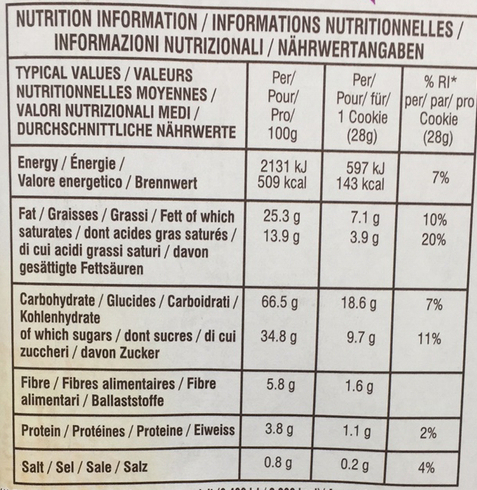 NUTRITION INFORMATION / INFORMATIONS NUTRITIONNELLES /
INFORMAZIONI NUTRIZIONALI / NÄHRWERTANGABEN
TYPICAL VALUES / VALEURS
NUTRITIONNELLES MOYENNES /
VALORI NUTRIZIONALI MEDI /
DURCHSCHNITTLICHE NÄHRWERTE
Per/
Pour/
Pro/
100g
Per/
Pour/ für/
1 Cookie
(28g)
% RI*
per/ par/ pro
Cookie
(28g)
Energy / Énergie /
Valore energetico / Brennwert
2131 kJ
509 kcal
597 kJ
143 kcal
7%
Fat / Graisses / Grassi / Fett of which
saturates / dont acides gras saturés /
di cui acidi grassi saturi / davon
gesättigte Fettsäuren
25.3 g
13.9 g
7.1 g
3.9 g
10%
20%
Carbohydrate / Glucides / Carboidrati /
Kohlenhydrate
of which sugars / dont sucres / di cui
zuccheri / davon Zucker
66.5 g
34.8 g
18.6 g
9.7 g
7%
11%
Fibre / Fibres alimentaires / Fibre
alimentari / Ballaststoffe
5.8 g
1.6 g
Protein / Protéines / Proteine / Eiweiss
3.8 g
1.1 g
2%
Salt / Sel / Sale / Salz
0.8 g
0.2 g
4%